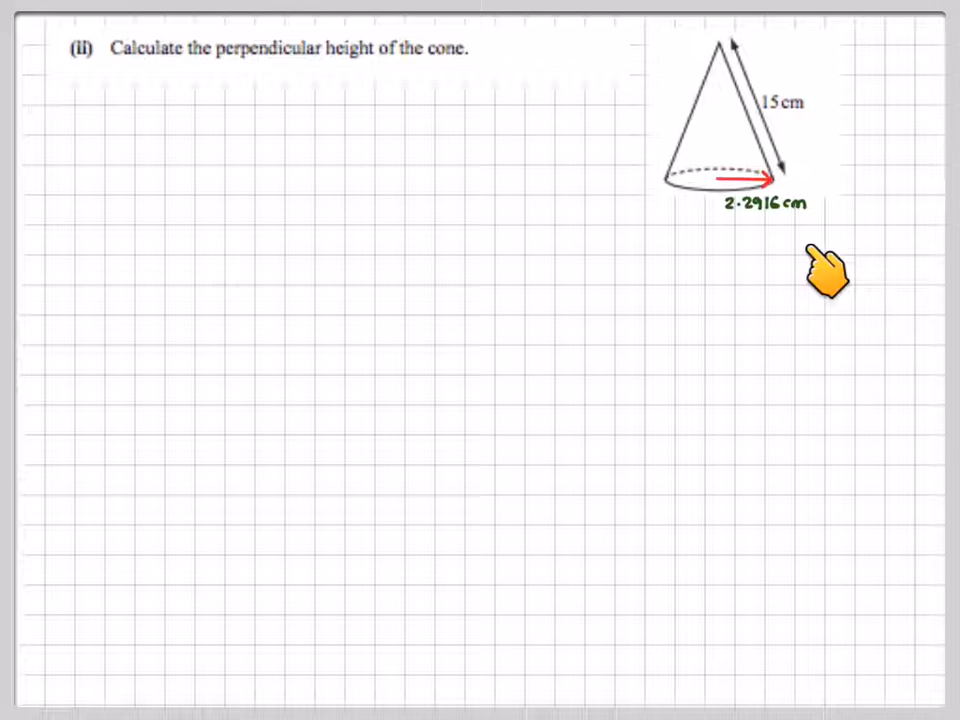 (ii) Calculate the perpendicular height of the cone.
15 cm
2.2916 cm